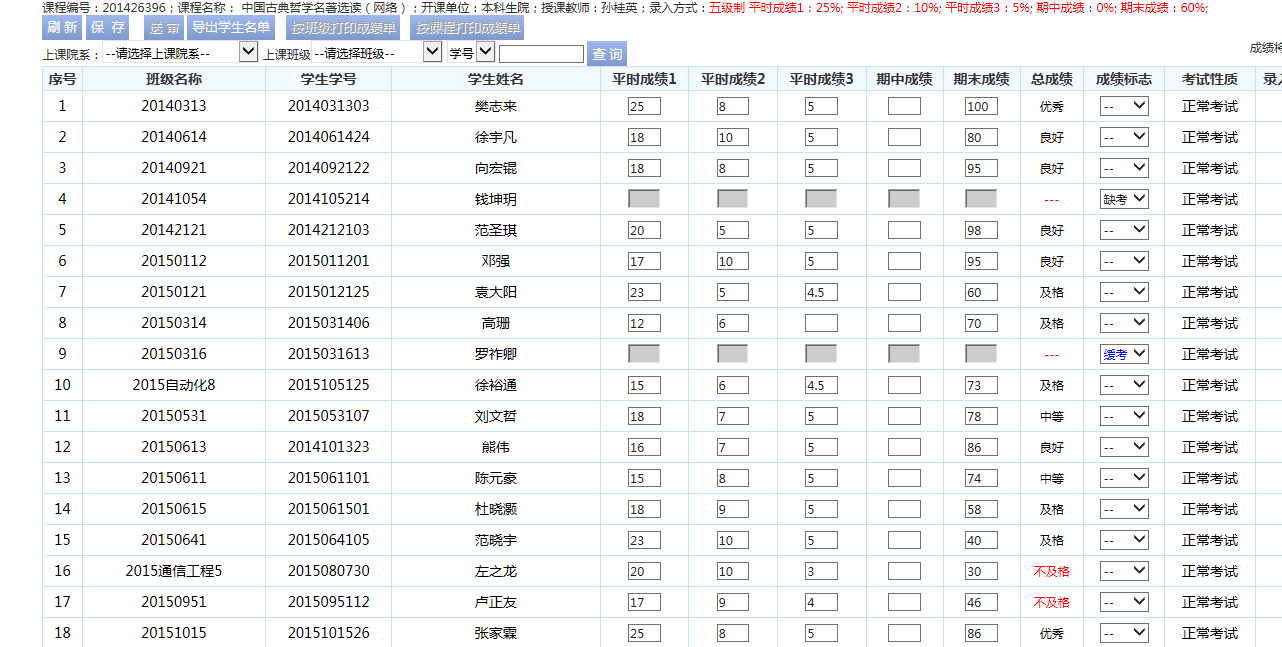 课程编号：201426396；课程名称： 中国古典哲学名著选读（网络）；开课单位：本科生院；授课教师：孙桂英；录入方式：五级制 平时成绩1：25%; 平时成绩2：10%; 平时成绩3：5%; 期中成绩：0%; 期末成绩：60%;
刷 新 保 存 送 审 导出学生名单 按班级打印成绩单 按课程打印成绩单
上课院系：--请选择上课院系-- 上课班级 --请选择班级-- 学号 查 询 成绩将
序号 班级名称 学生学号 学生姓名 平时成绩1 平时成绩2 平时成绩3 期中成绩 期末成绩 总成绩 成绩标志 考试性质 录入
1 20140313 2014031303 樊志来 25 8 5 100 优秀 -- 正常考试
2 20140614 2014061424 徐宇凡 18 10 5 80 良好 -- 正常考试
3 20140921 2014092122 向宏锟 18 8 5 95 良好 -- 正常考试
4 20141054 2014105214 钱坤玥 --- 缺考 正常考试
5 20142121 2014212103 范圣琪 20 5 5 98 良好 -- 正常考试
6 20150112 2015011201 邓强 17 10 5 95 良好 -- 正常考试
7 20150121 2015012125 袁大阳 23 5 4.5 60 及格 -- 正常考试
8 20150314 2015031406 高珊 12 6 70 及格 -- 正常考试
9 20150316 2015031613 罗祚卿 --- 缓考 正常考试
10 2015自动化8 2015105125 徐裕通 15 6 4.5 73 及格 -- 正常考试
11 20150531 2015053107 刘文哲 18 7 5 78 中等 -- 正常考试
12 20150613 2014101323 熊伟 16 7 5 86 良好 -- 正常考试
13 20150611 2015061101 陈元豪 15 8 5 74 中等 -- 正常考试
14 20150615 2015061501 杜晓灏 18 9 5 58 及格 -- 正常考试
15 20150641 2015064105 范晓宇 23 10 5 40 及格 -- 正常考试
16 2015通信工程5 2015080730 左之龙 20 10 3 30 不及格 -- 正常考试
17 20150951 2015095112 卢正友 17 9 4 46 不及格 -- 正常考试
18 20151015 2015101526 张家霖 25 8 5 86 优秀 -- 正常考试